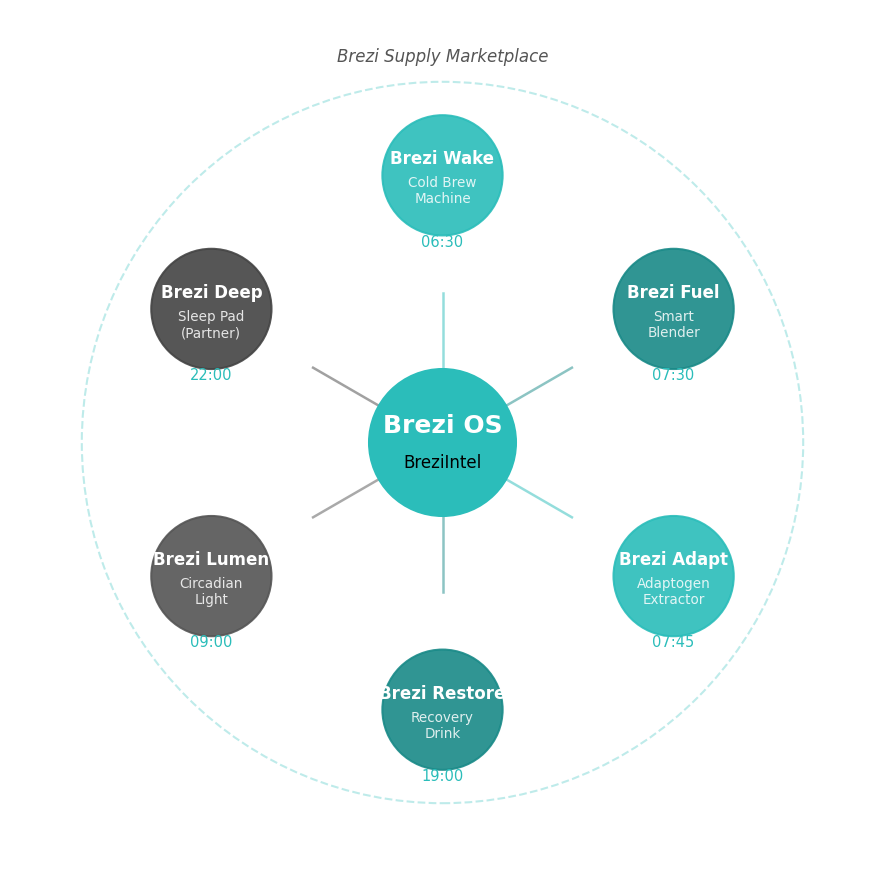 Brezi Supply Marketplace
Brezi Wake
Cold Brew
Machine
06:30
Brezi Deep
Sleep Pad
(Partner)
22:00
Brezi Fuel
Smart
Blender
07:30
Brezi OS
BreziIntel
Brezi Lumen
Circadian
Light
09:00
Brezi Adapt
Adaptogen
Extractor
07:45
Brezi Restore
Recovery
Drink
19:00